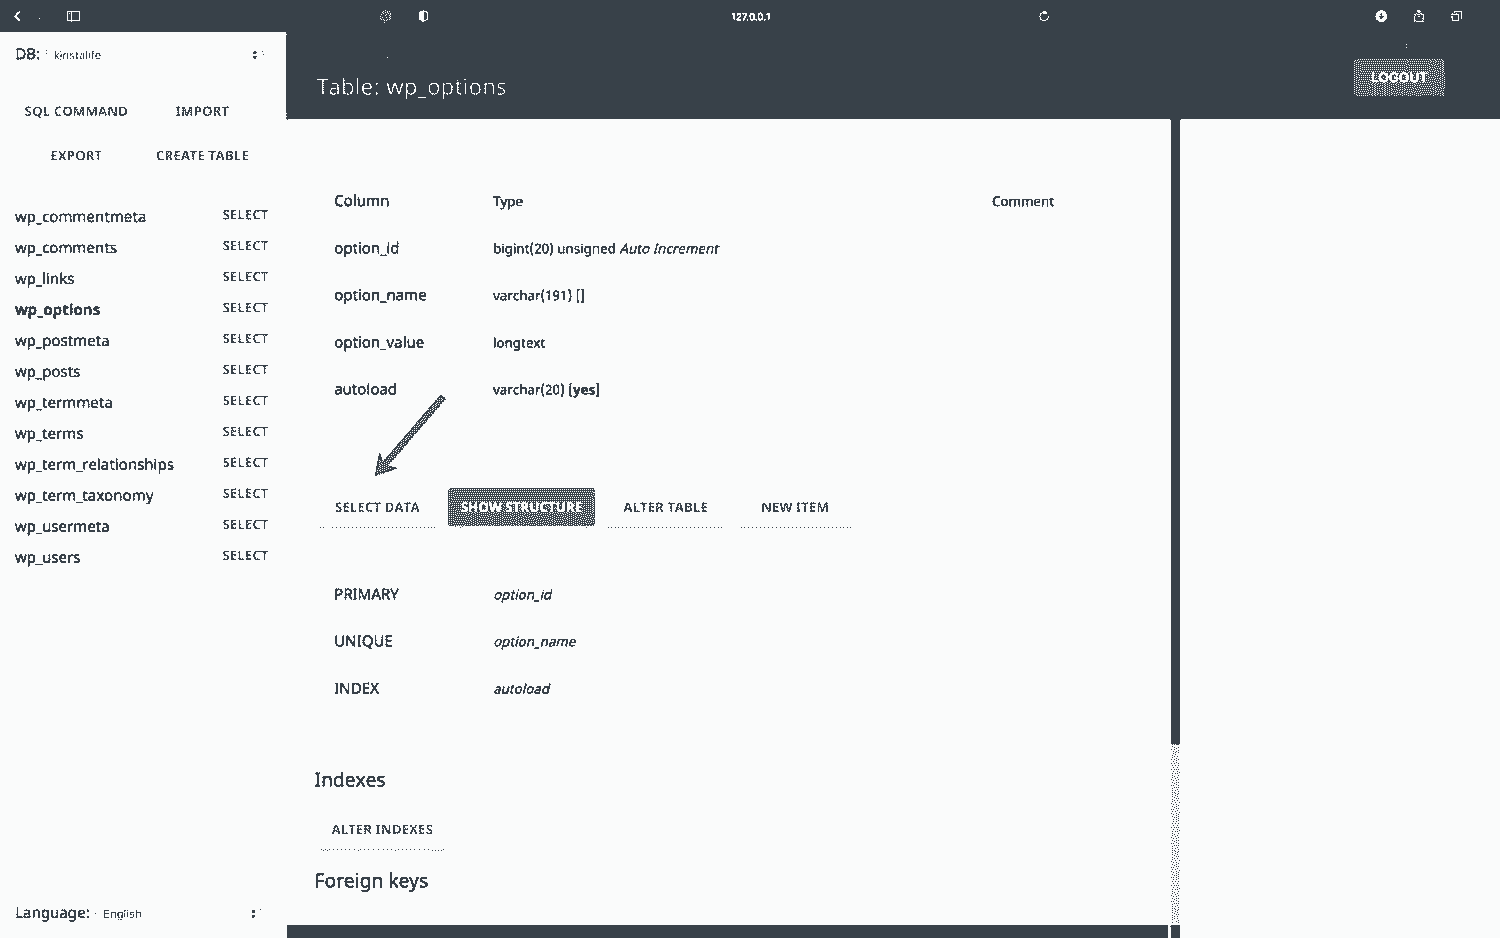 127.0.0.1
DB: kinstalife
SQL COMMAND IMPORT
EXPORT CREATE TABLE
wp_commentmeta SELECT
wp_comments SELECT
wp_links SELECT
wp_options SELECT
wp_postmeta SELECT
wp_posts SELECT
wp_termmeta SELECT
wp_terms SELECT
wp_term_relationships SELECT
wp_term_taxonomy SELECT
wp_usermeta SELECT
wp_users SELECT
Language: English
Table: wp_options
LOGOUT
Column Type Comment
option_id bigint(20) unsigned Auto Increment
option_name varchar(191) []
option_value longtext
autoload varchar(20) [yes]
SELECT DATA SHOW STRUCTURE ALTER TABLE NEW ITEM
PRIMARY option_id
UNIQUE option_name
INDEX autoload
Indexes
ALTER INDEXES
Foreign keys